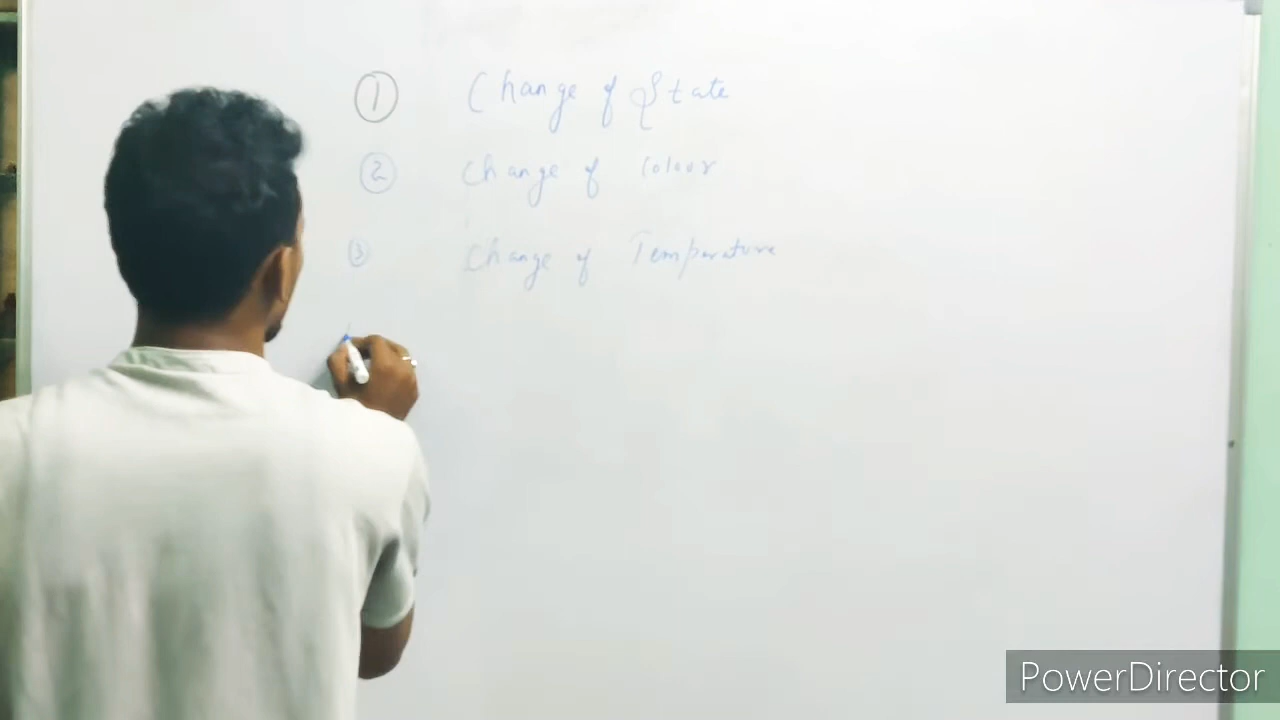 1 Change of State
2 Change of Colour
3 Change of Temperature
PowerDirector